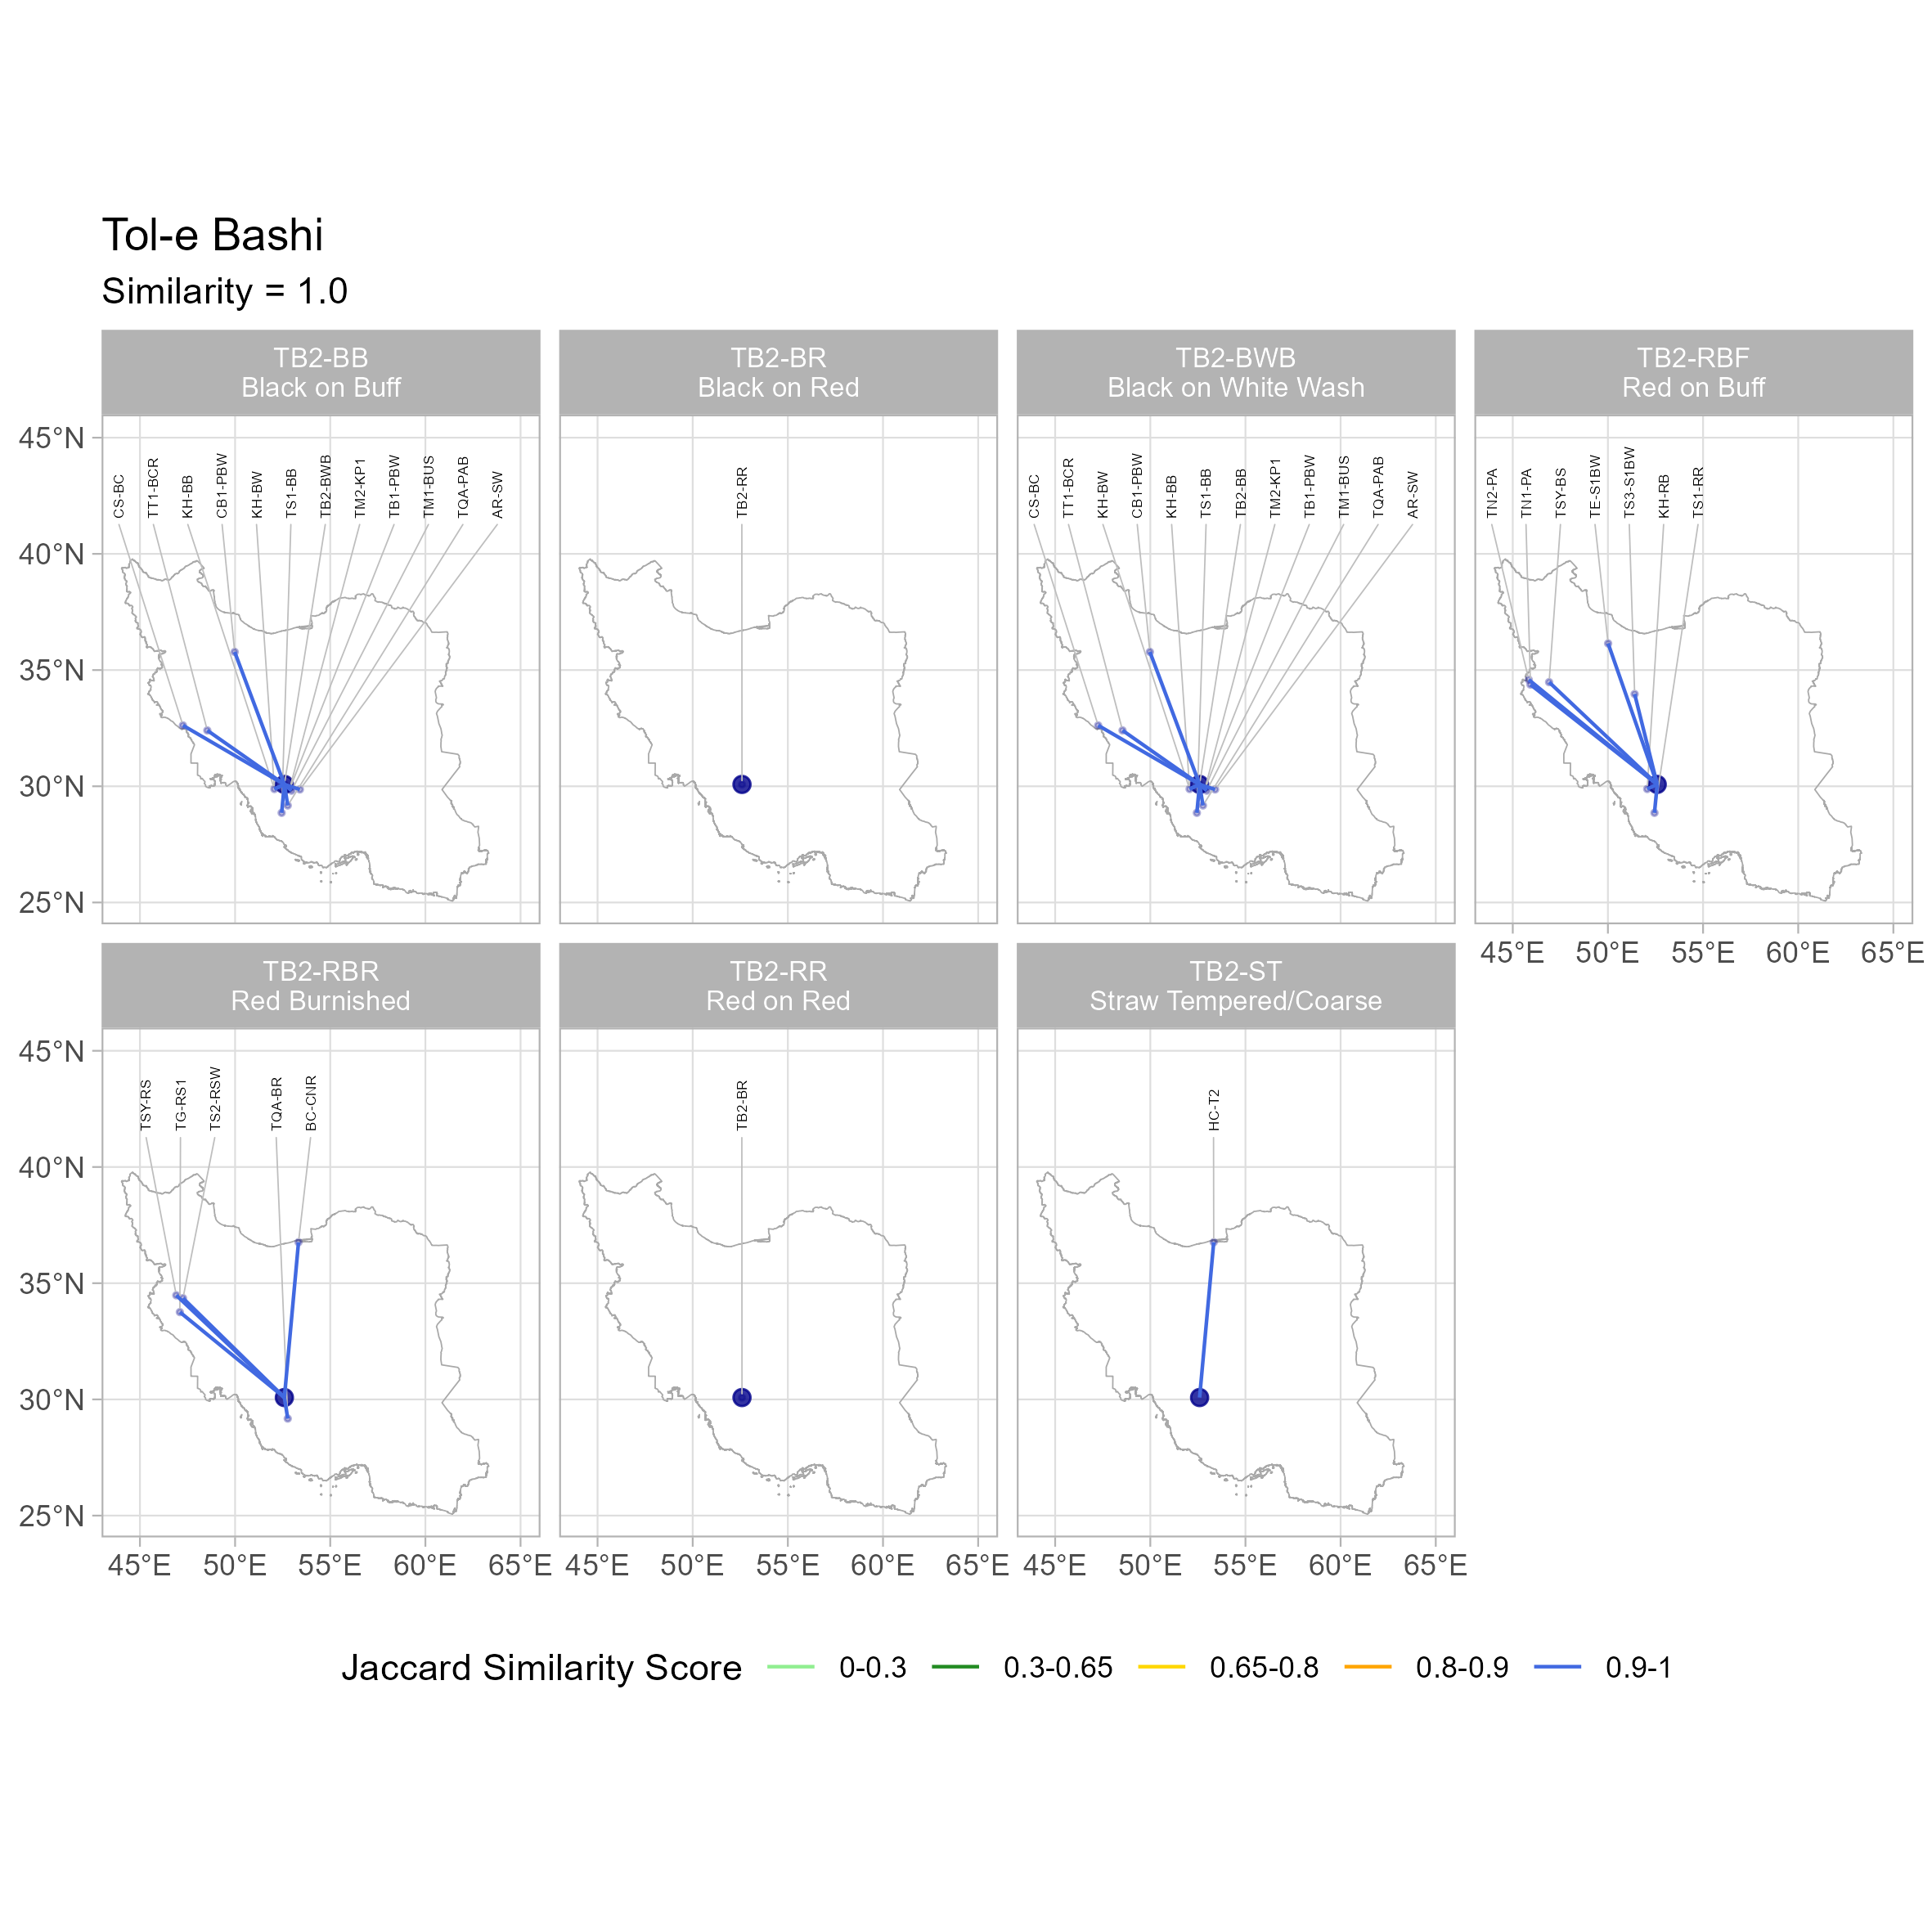 Tol-e Bashi
Similarity = 1.0
TB2-BB
Black on Buff
TB2-BR
Black on Red
TB2-BWB
Black on White Wash
TB2-RBF
Red on Buff
45°N
40°N
35°N
30°N
25°N
CS-BC
TT1-BCR
KH-BB
CB1-PBW
KH-BW
TS1-BB
TB2-BWB
TM2-KP1
TB1-PBW
TM1-BUS
TQA-PAB
AR-SW
TB2-RR
CS-BC
TT1-BCR
KH-BW
CB1-PBW
KH-BB
TS1-BB
TB2-BB
TM2-KP1
TB1-PBW
TM1-BUS
TQA-PAB
AR-SW
TN2-PA
TN1-PA
TSY-BS
TE-S1BW
TS3-S1BW
KH-RB
TS1-RR
45°E 50°E 55°E 60°E 65°E
TB2-RBR
Red Burnished
TB2-RR
Red on Red
TB2-ST
Straw Tempered/Coarse
45°N
40°N
35°N
30°N
25°N
TSY-RS
TG-RS1
TS2-RSW
TQA-BR
BC-CNR
TB2-BR
HC-T2
45°E 50°E 55°E 60°E 65°E 45°E 50°E 55°E 60°E 65°E 45°E 50°E 55°E 60°E 65°E
Jaccard Similarity Score 0-0.3 0.3-0.65 0.65-0.8 0.8-0.9 0.9-1